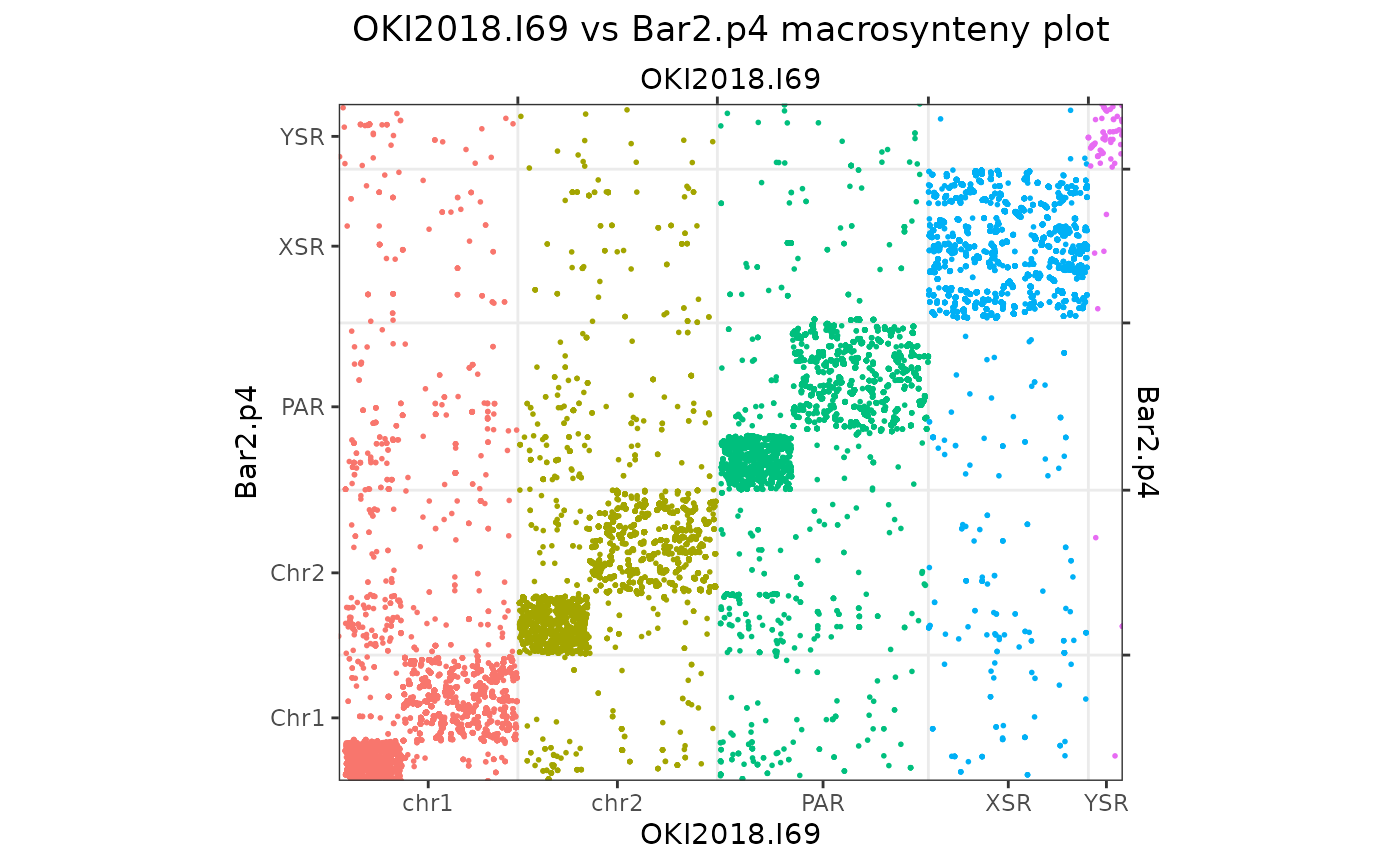 OKI2018.I69 vs Bar2.p4 macrosynteny plot
OKI2018.I69
YSR
XSR
PAR
Chr2
Chr1
Bar2.p4
Bar2.p4
chr1
chr2
PAR
XSR
YSR
OKI2018.I69